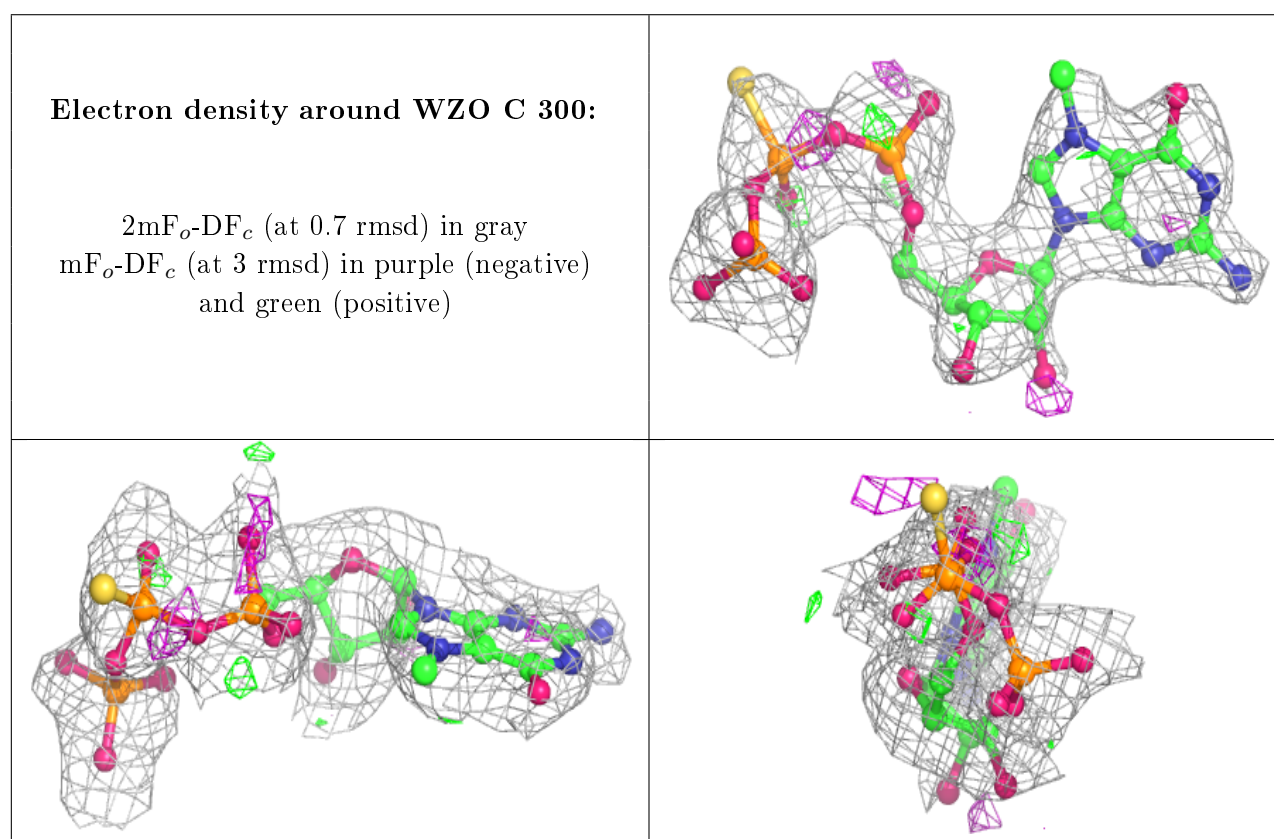 Electron density around WZO C 300:
2mFo-DFc (at 0.7 rmsd) in gray
mFo-DFc (at 3 rmsd) in purple (negative)
and green (positive)